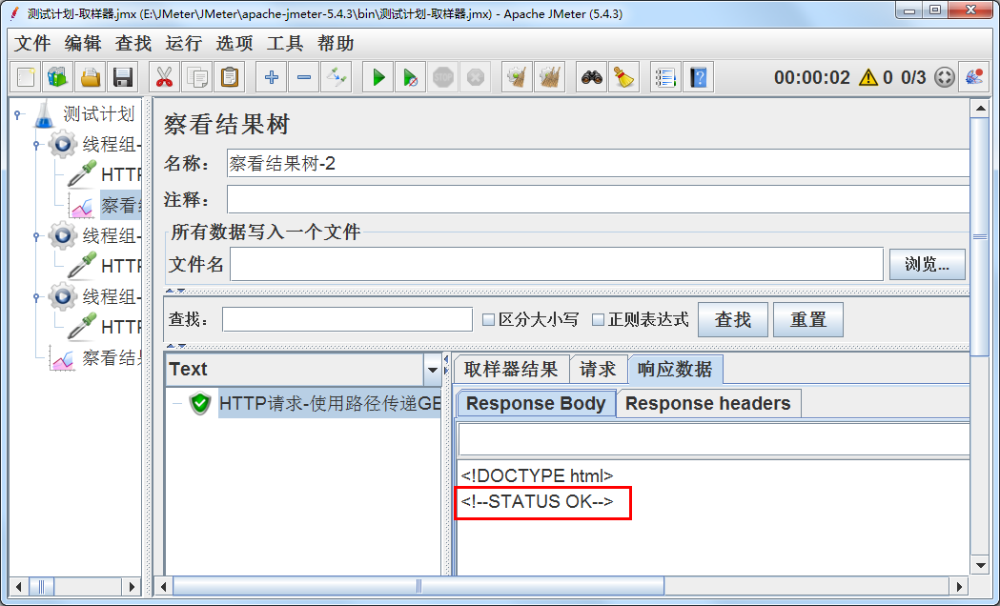 测试计划-取样器.jmx (E:\JMeter\JMeter\apache-jmeter-5.4.3\bin\测试计划-取样器.jmx) - Apache JMeter (5.4.3)
文件 编辑 查找 运行 选项 工具 帮助
00:00:02 0 0/3
测试计划
线程组-
HTTP
察看结
线程组-
HTTP
线程组-
HTTP
察看结果
察看结果树
名称： 察看结果树-2
注释：
所有数据写入一个文件
文件名 浏览...
查找： 区分大小写 正则表达式 查找 重置
Text
HTTP请求-使用路径传递GE
取样器结果 请求 响应数据
Response Body Response headers
<!DOCTYPE html>
<!--STATUS OK-->